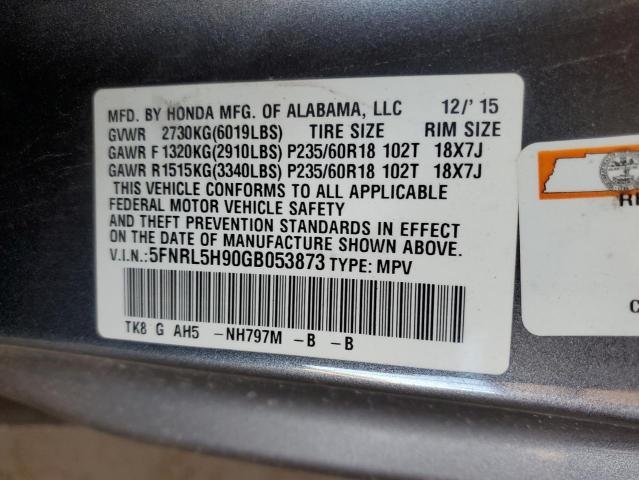 MFD. BY HONDA MFG. OF ALABAMA, LLC 12/'15
GVWR 2730KG(6019LBS) TIRE SIZE RIM SIZE
GAWR F1320KG(2910LBS) P235/60R18 102T 18X7J
GAWR R1515KG(3340LBS) P235/60R18 102T 18X7J
THIS VEHICLE CONFORMS TO ALL APPLICABLE
FEDERAL MOTOR VEHICLE SAFETY
AND THEFT PREVENTION STANDARDS IN EFFECT
ON THE DATE OF MANUFACTURE SHOWN ABOVE.
V.I.N.:5FNRL5H90GB053873 TYPE: MPV
TK8 G AH5 -NH797M -B -B